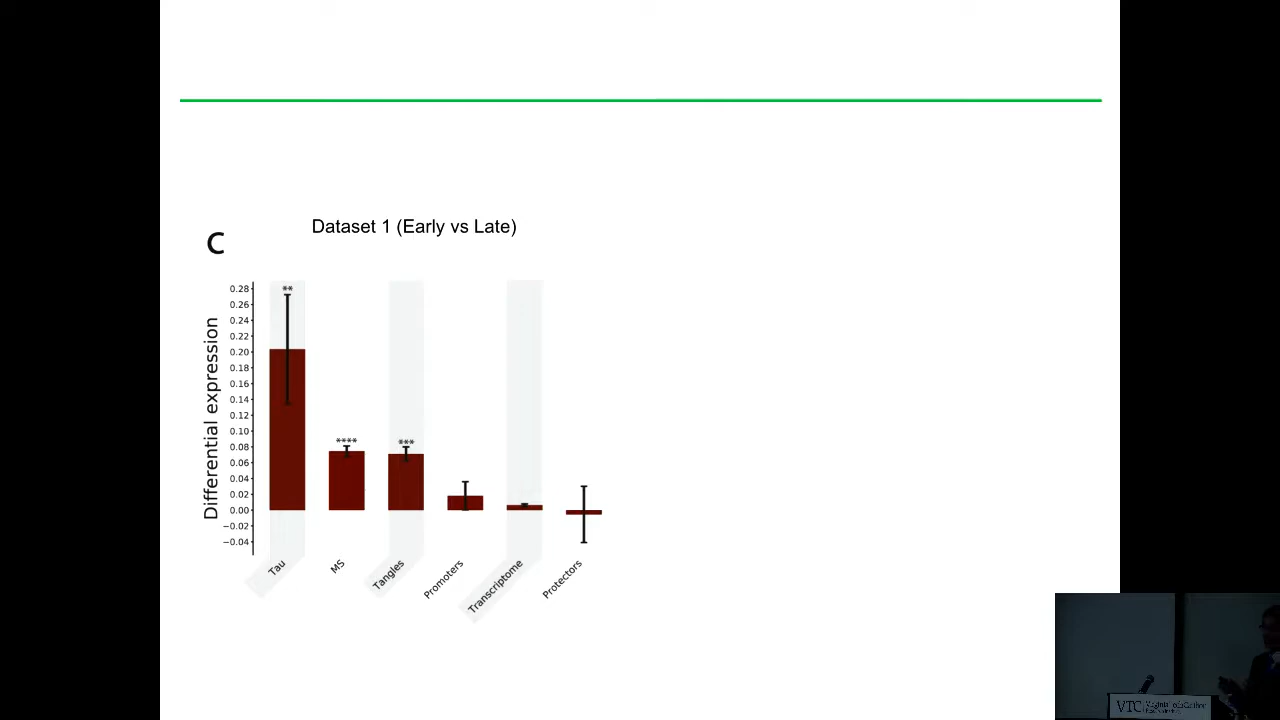 Dataset 1 (Early vs Late)
C
Differential expression
0.28
0.26
0.24
0.22
0.20
0.18
0.16
0.14
0.12
0.10
0.08
0.06
0.04
0.02
0.00
−0.02
−0.04
**
****
***
Tau
MS
Tangles
Promoters
Transcriptome
Protectors
VTC